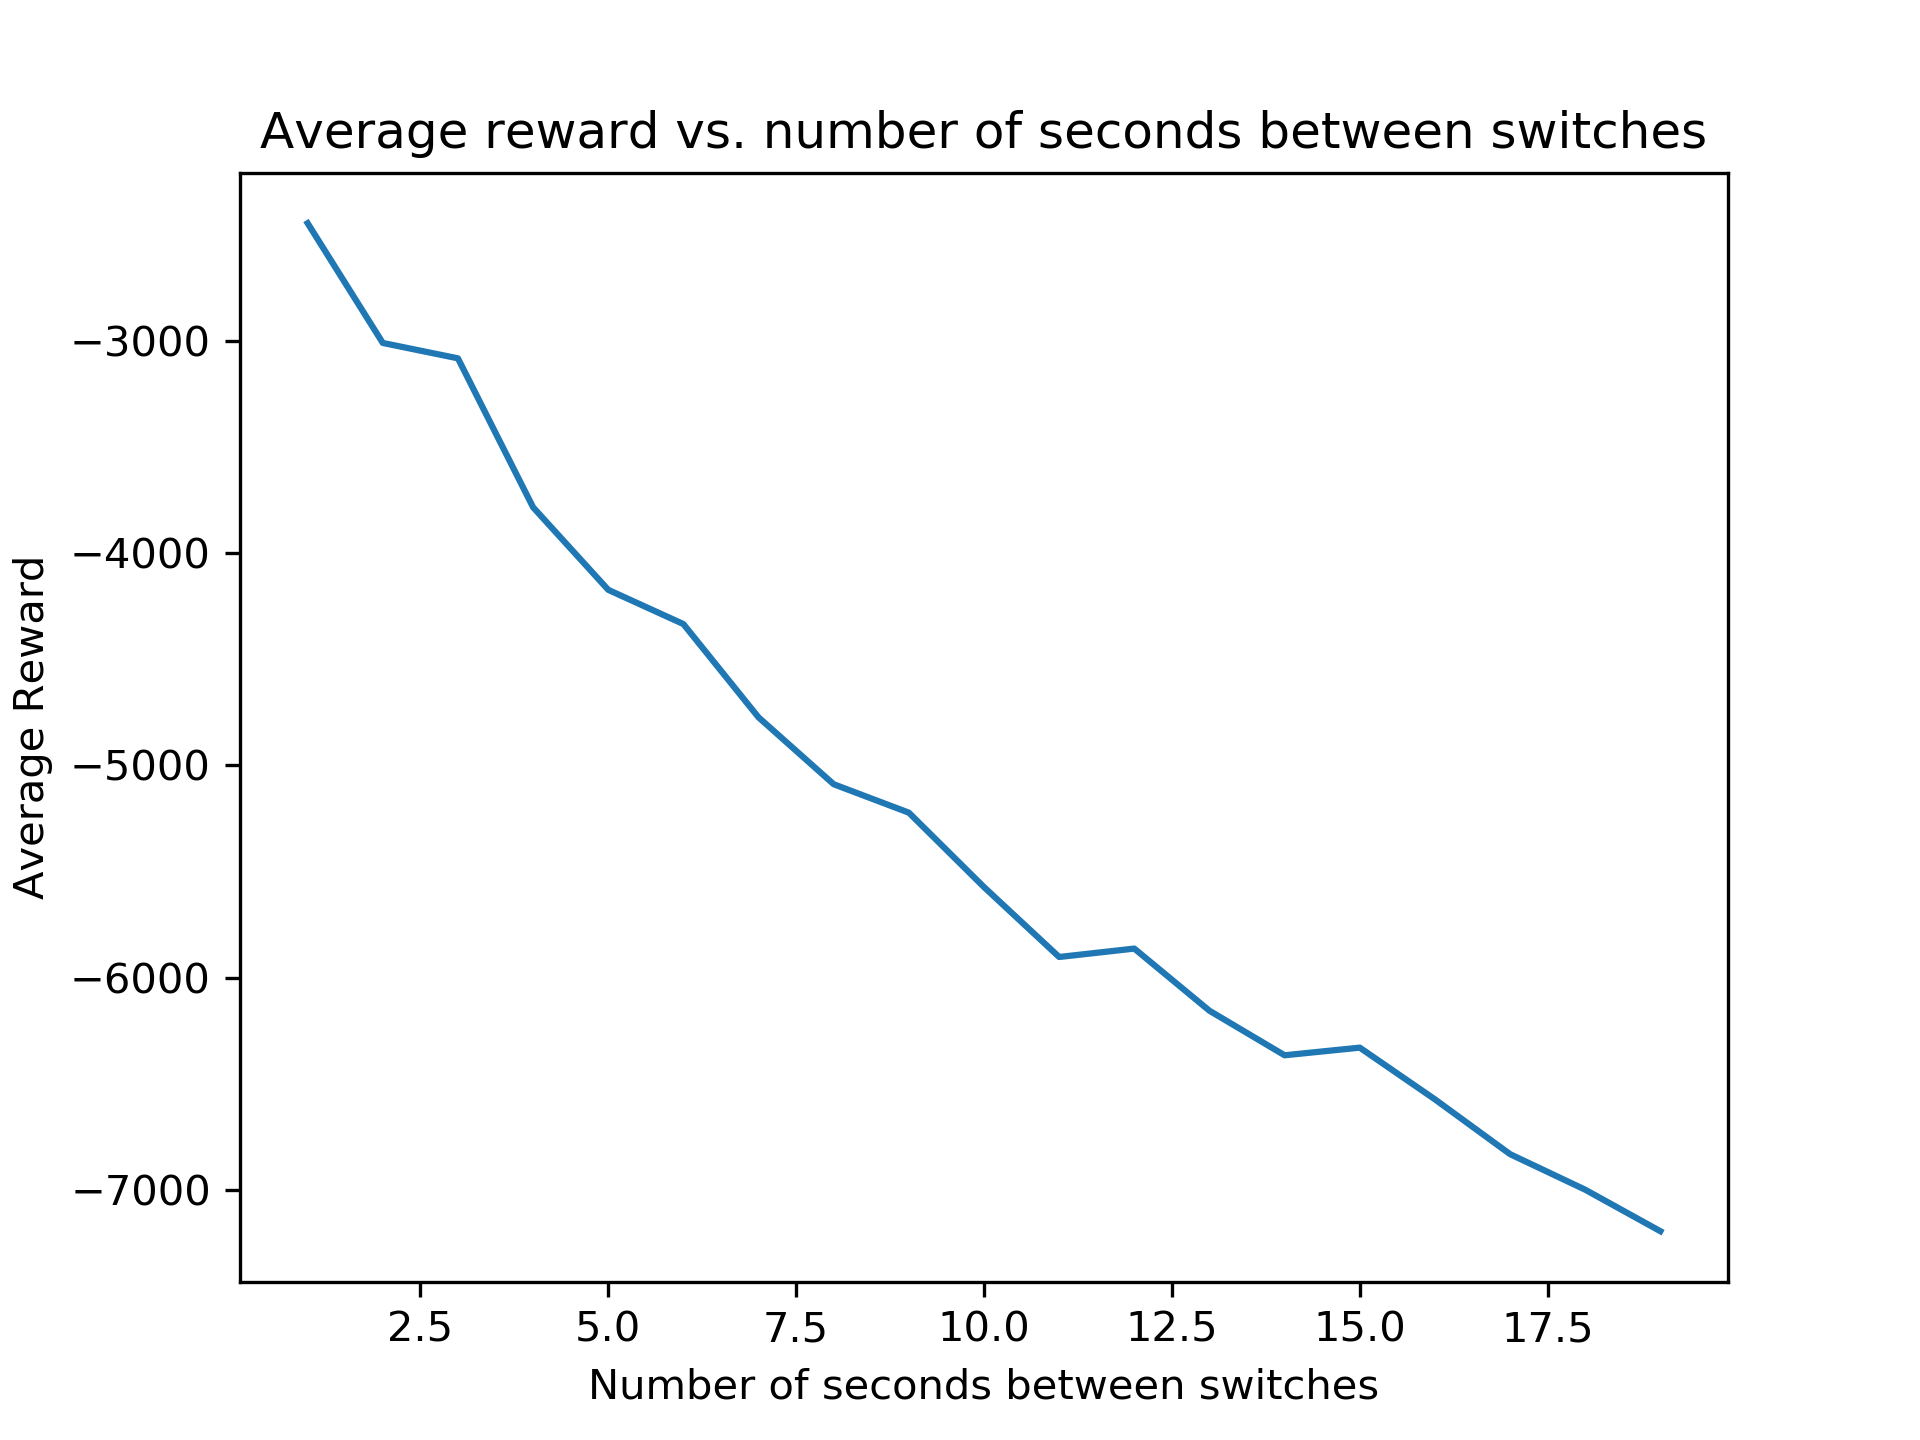 Average reward vs. number of seconds between switches
Average Reward
−3000
−4000
−5000
−6000
−7000
2.5 5.0 7.5 10.0 12.5 15.0 17.5
Number of seconds between switches